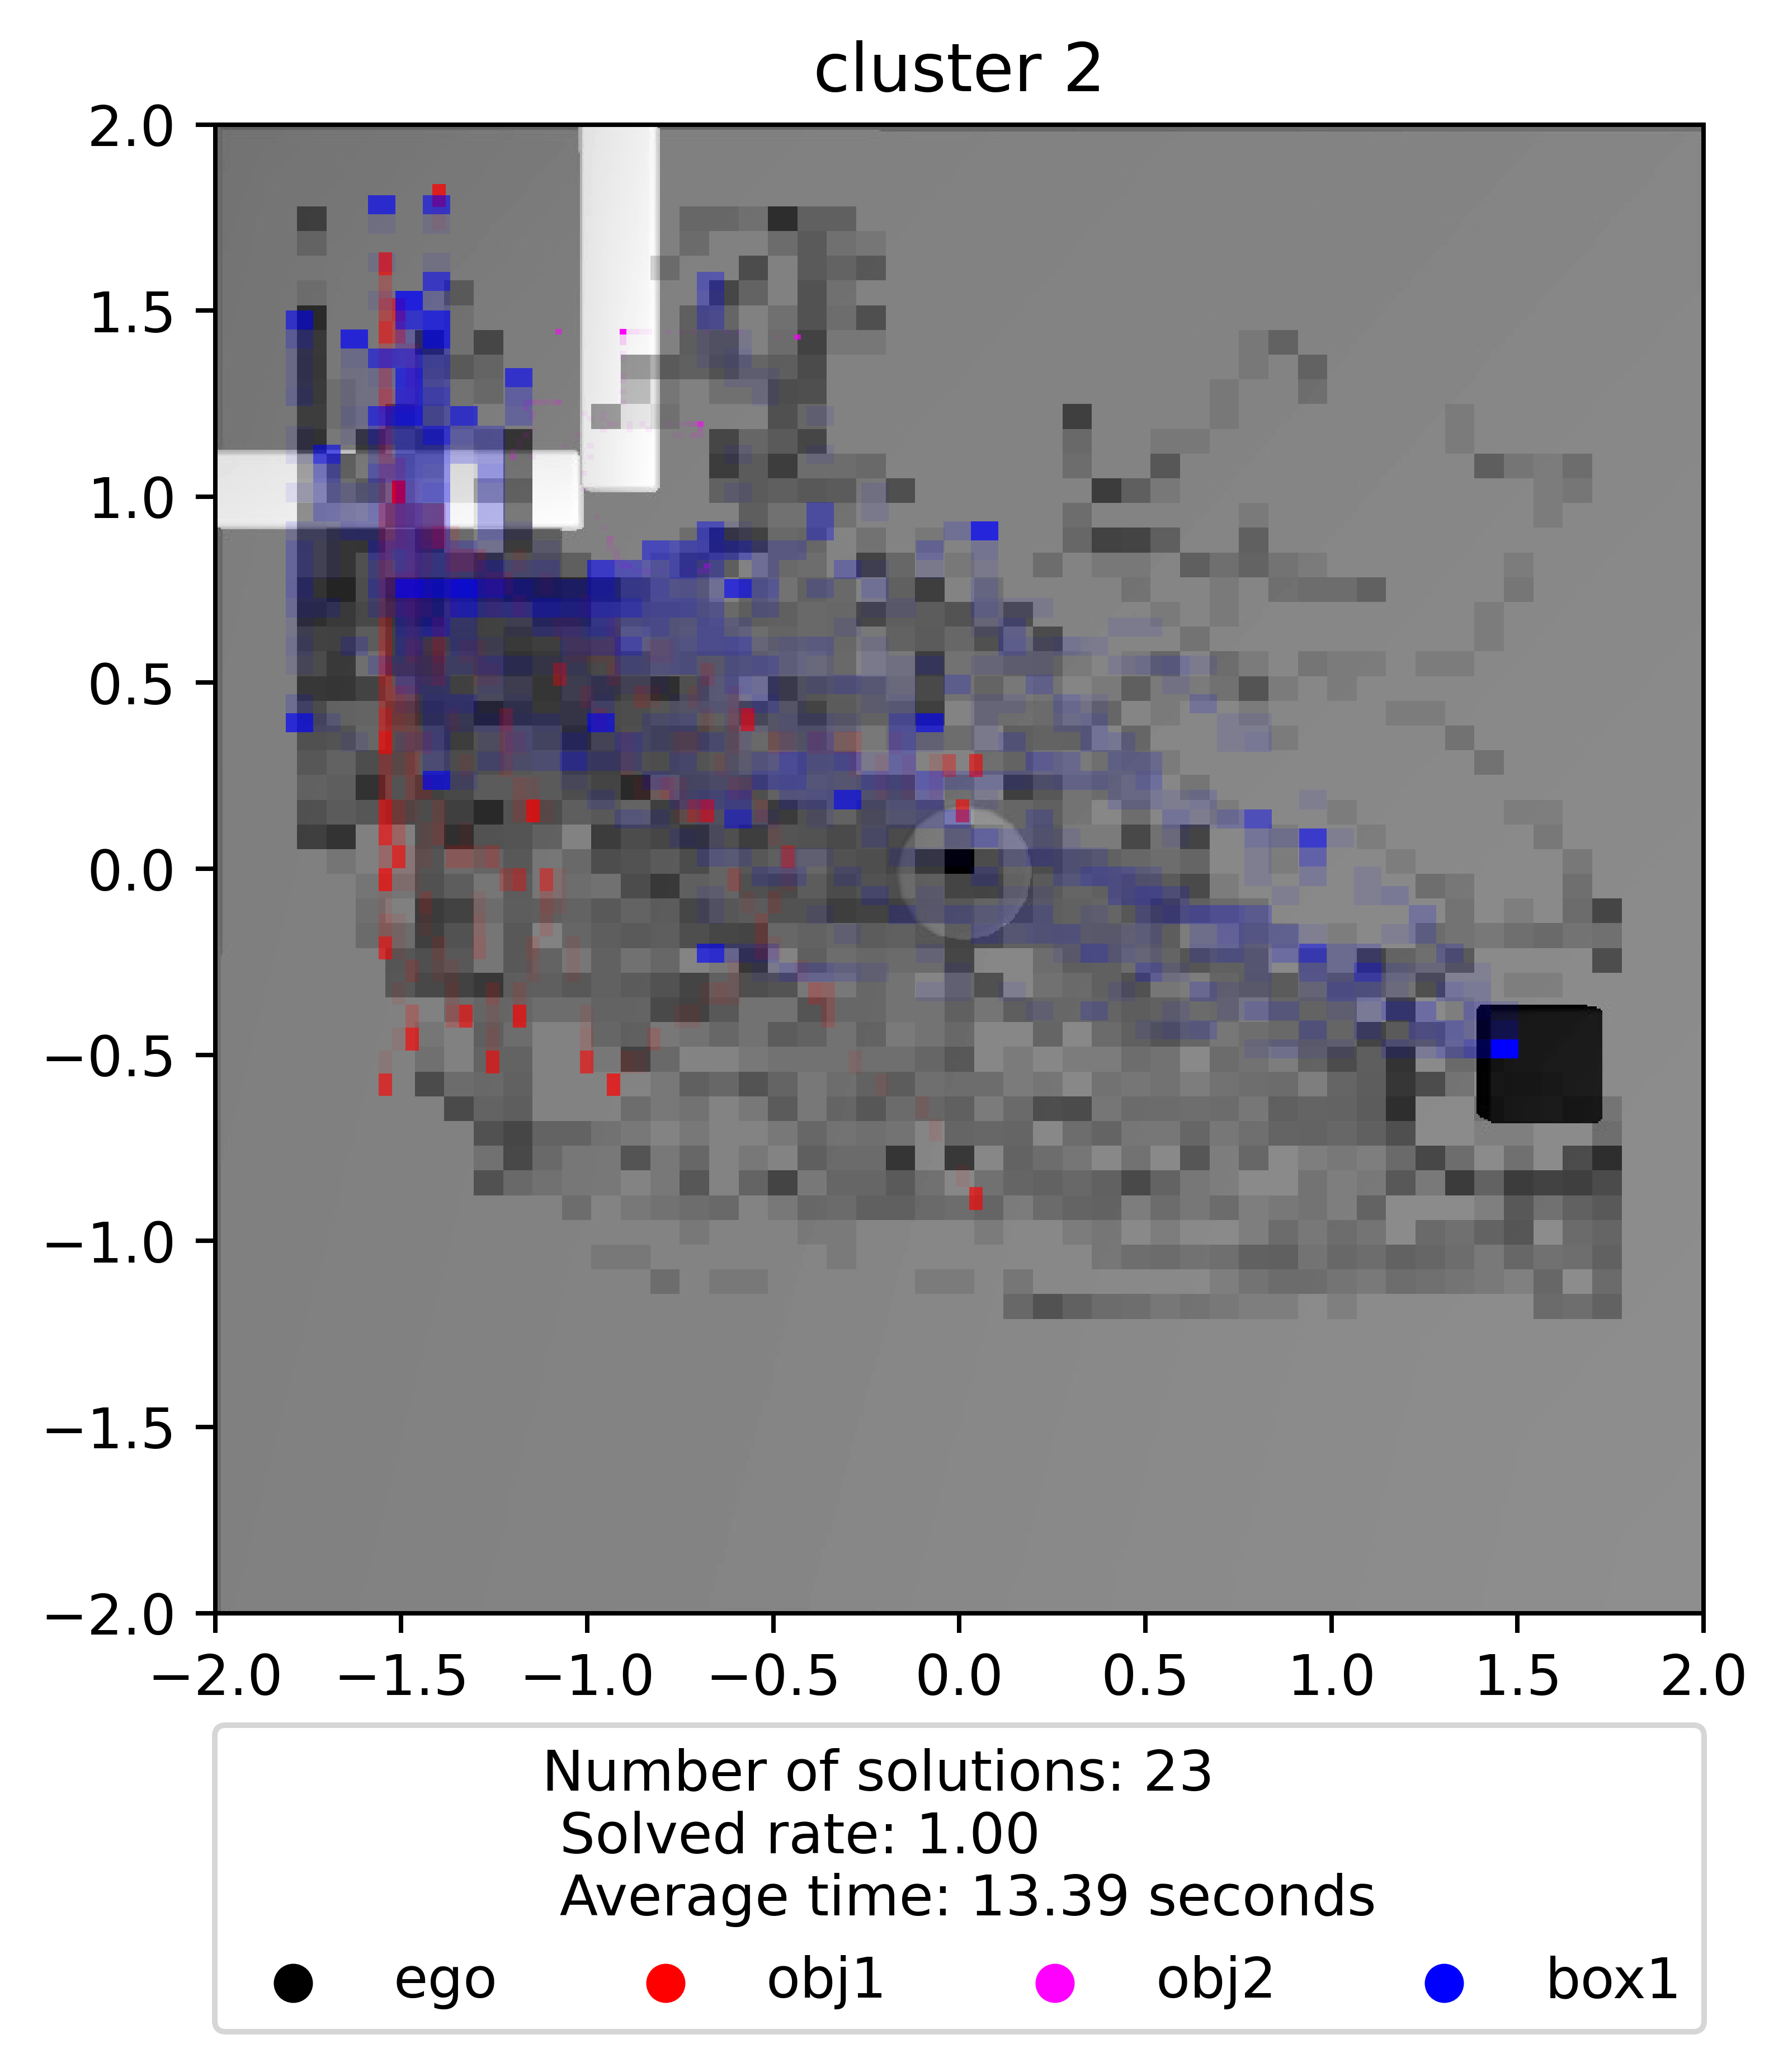 cluster 2
2.0
1.5
1.0
0.5
0.0
−0.5
−1.0
−1.5
−2.0
−2.0 −1.5 −1.0 −0.5 0.0 0.5 1.0 1.5 2.0
Number of solutions: 23
Solved rate: 1.00
Average time: 13.39 seconds
ego obj1 obj2 box1